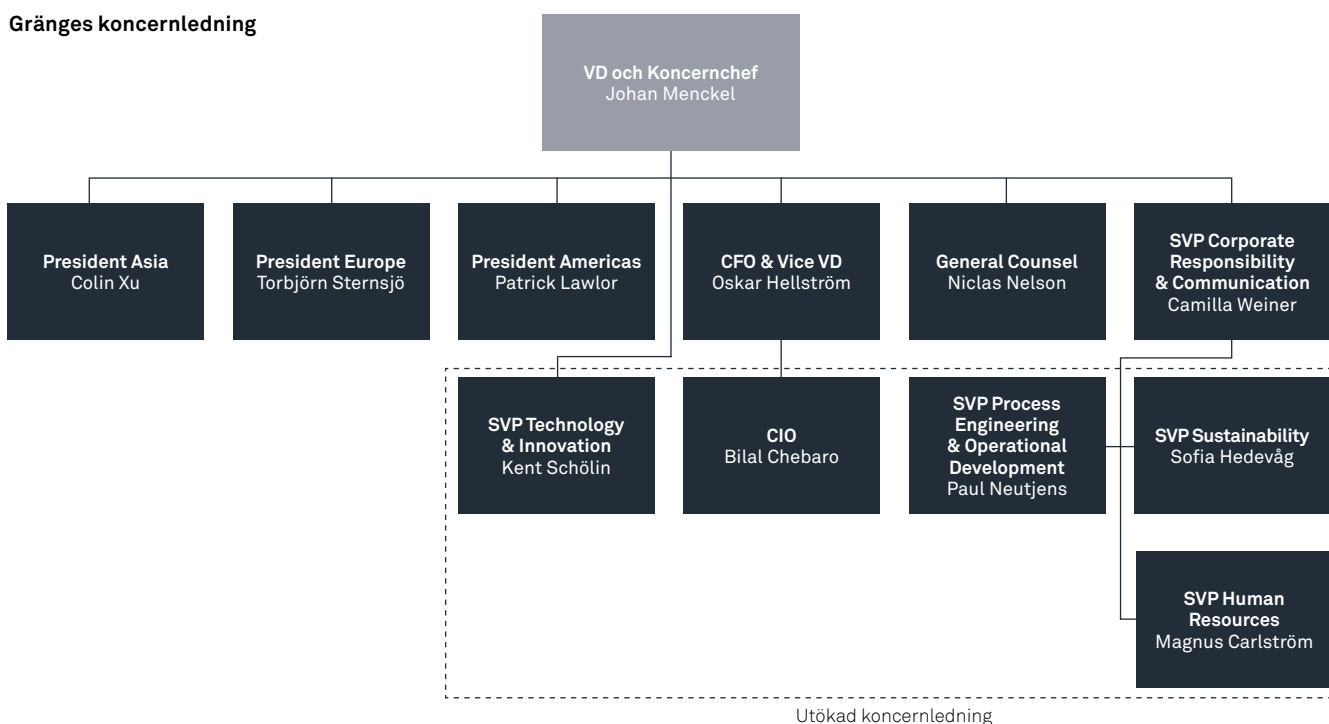 Gränges koncernledning
VD och Koncernchef
Johan Menckel
President Asia
Colin Xu
President Europe
Torbjörn Sternsjö
President Americas
Patrick Lawlor
CFO & Vice VD
Oskar Hellström
General Counsel
Niclas Nelson
SVP Corporate
Responsibility
& Communication
Camilla Weiner
SVP Technology
& Innovation
Kent Schölin
CIO
Bilal Chebaro
SVP Process
Engineering
& Operational
Development
Paul Neutjens
SVP Sustainability
Sofia Hedevåg
SVP Human
Resources
Magnus Carlström
Utökad koncernledning